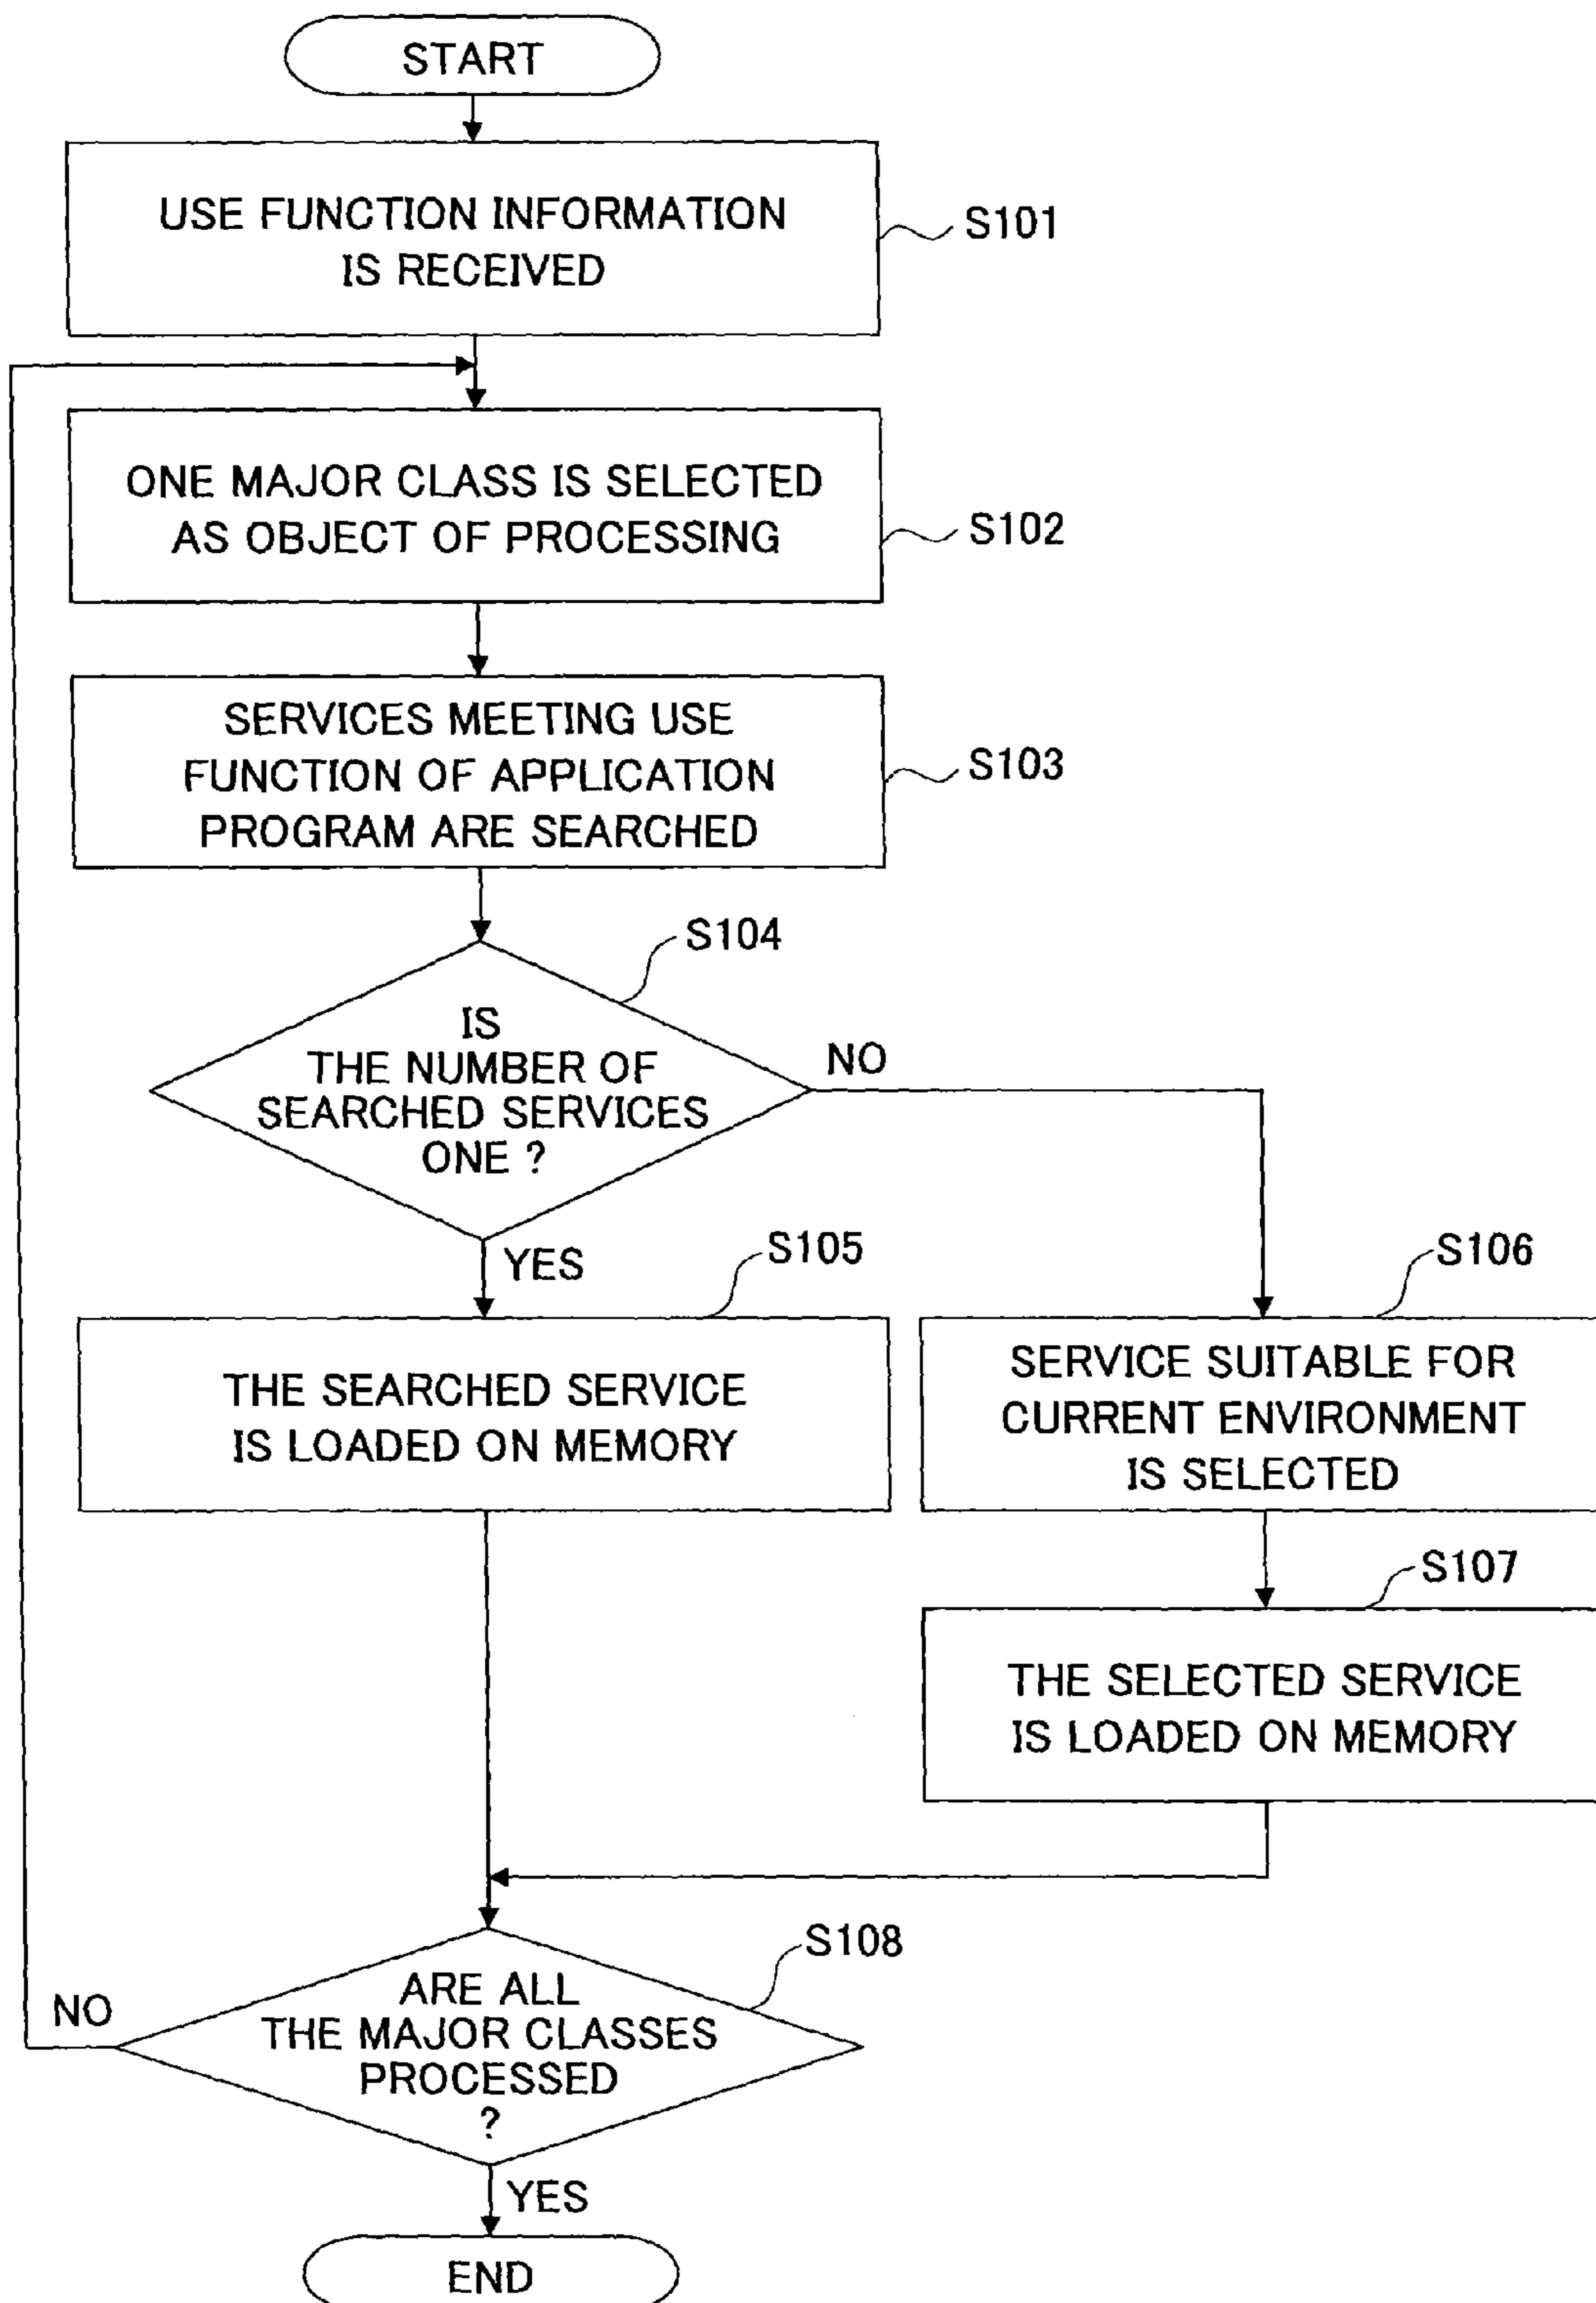 START
USE FUNCTION INFORMATION
IS RECEIVED
S101
ONE MAJOR CLASS IS SELECTED
AS OBJECT OF PROCESSING
S102
SERVICES MEETING USE
FUNCTION OF APPLICATION
PROGRAM ARE SEARCHED
S103
S104
IS
THE NUMBER OF
SEARCHED SERVICES
ONE ?
NO
YES
S105
THE SEARCHED SERVICE
IS LOADED ON MEMORY
S106
SERVICE SUITABLE FOR
CURRENT ENVIRONMENT
IS SELECTED
S107
THE SELECTED SERVICE
IS LOADED ON MEMORY
S108
ARE ALL
THE MAJOR CLASSES
PROCESSED
?
NO
YES
END